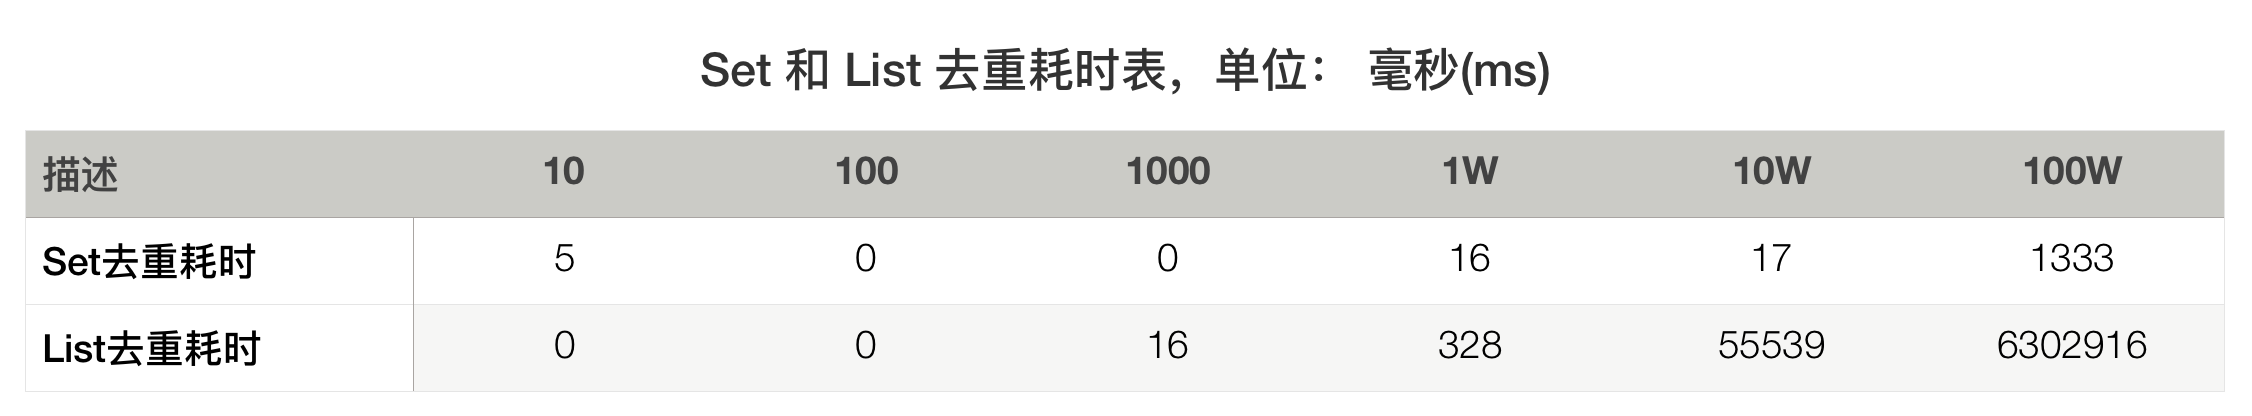 Set 和 List 去重耗时表，单位： 毫秒(ms)
描述 10 100 1000 1W 10W 100W
Set去重耗时 5 0 0 16 17 1333
List去重耗时 0 0 16 328 55539 6302916